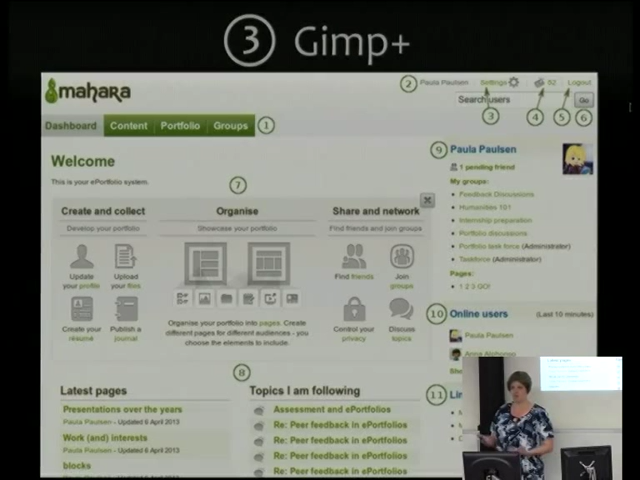 ③ Gimp+
mahara
② Paula Paulsen Settings 52 Logout
Search users Go
③ ④ ⑤ ⑥
Dashboard Content Portfolio Groups ①
Welcome
This is your ePortfolio system.
⑦
Create and collect
Develop your portfolio
Update your profile
Upload your files
Create your résumé
Publish a journal
Organise
Showcase your portfolio
Organise your portfolio into pages. Create
different pages for different audiences - you
choose the elements to include.
Share and network
Find friends and join groups
Find friends
Join groups
Control your privacy
Discuss topics
⑧
Latest pages
Presentations over the years
Paula Paulsen - Updated 6 April 2013
Work (and) interests
Paula Paulsen - Updated 6 April 2013
blocks
Paula Paulsen - Updated 6 April 2013
Topics I am following
Assessment and ePortfolios
Re: Peer feedback in ePortfolios
Re: Peer feedback in ePortfolios
Re: Peer feedback in ePortfolios
Re: Peer feedback in ePortfolios
⑨ Paula Paulsen
1 pending friend
My groups:
Feedback Discussions
Humanities 101
Internship preparation
Portfolio discussions
Portfolio task force (Administrator)
Taskforce (Administrator)
Pages:
1 2 3 GO!
⑩ Online users (Last 10 minutes)
Paula Paulsen
⑪